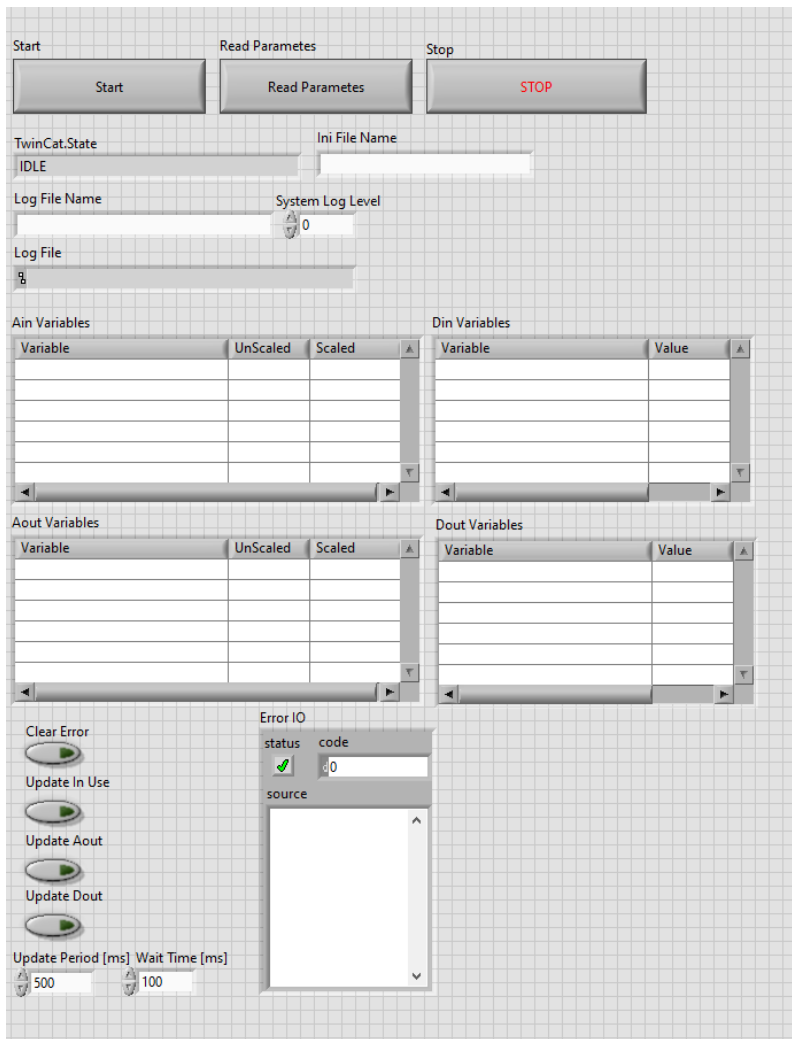 Start Read Parametes Stop
Start Read Parametes STOP
TwinCat.State Ini File Name
IDLE
Log File Name System Log Level
0
Log File
Ain Variables Din Variables
Variable UnScaled Scaled Variable Value
Aout Variables Dout Variables
Variable UnScaled Scaled Variable Value
Clear Error Error IO
status code
d0
Update In Use
source
Update Aout
Update Dout
Update Period [ms] Wait Time [ms]
500 100